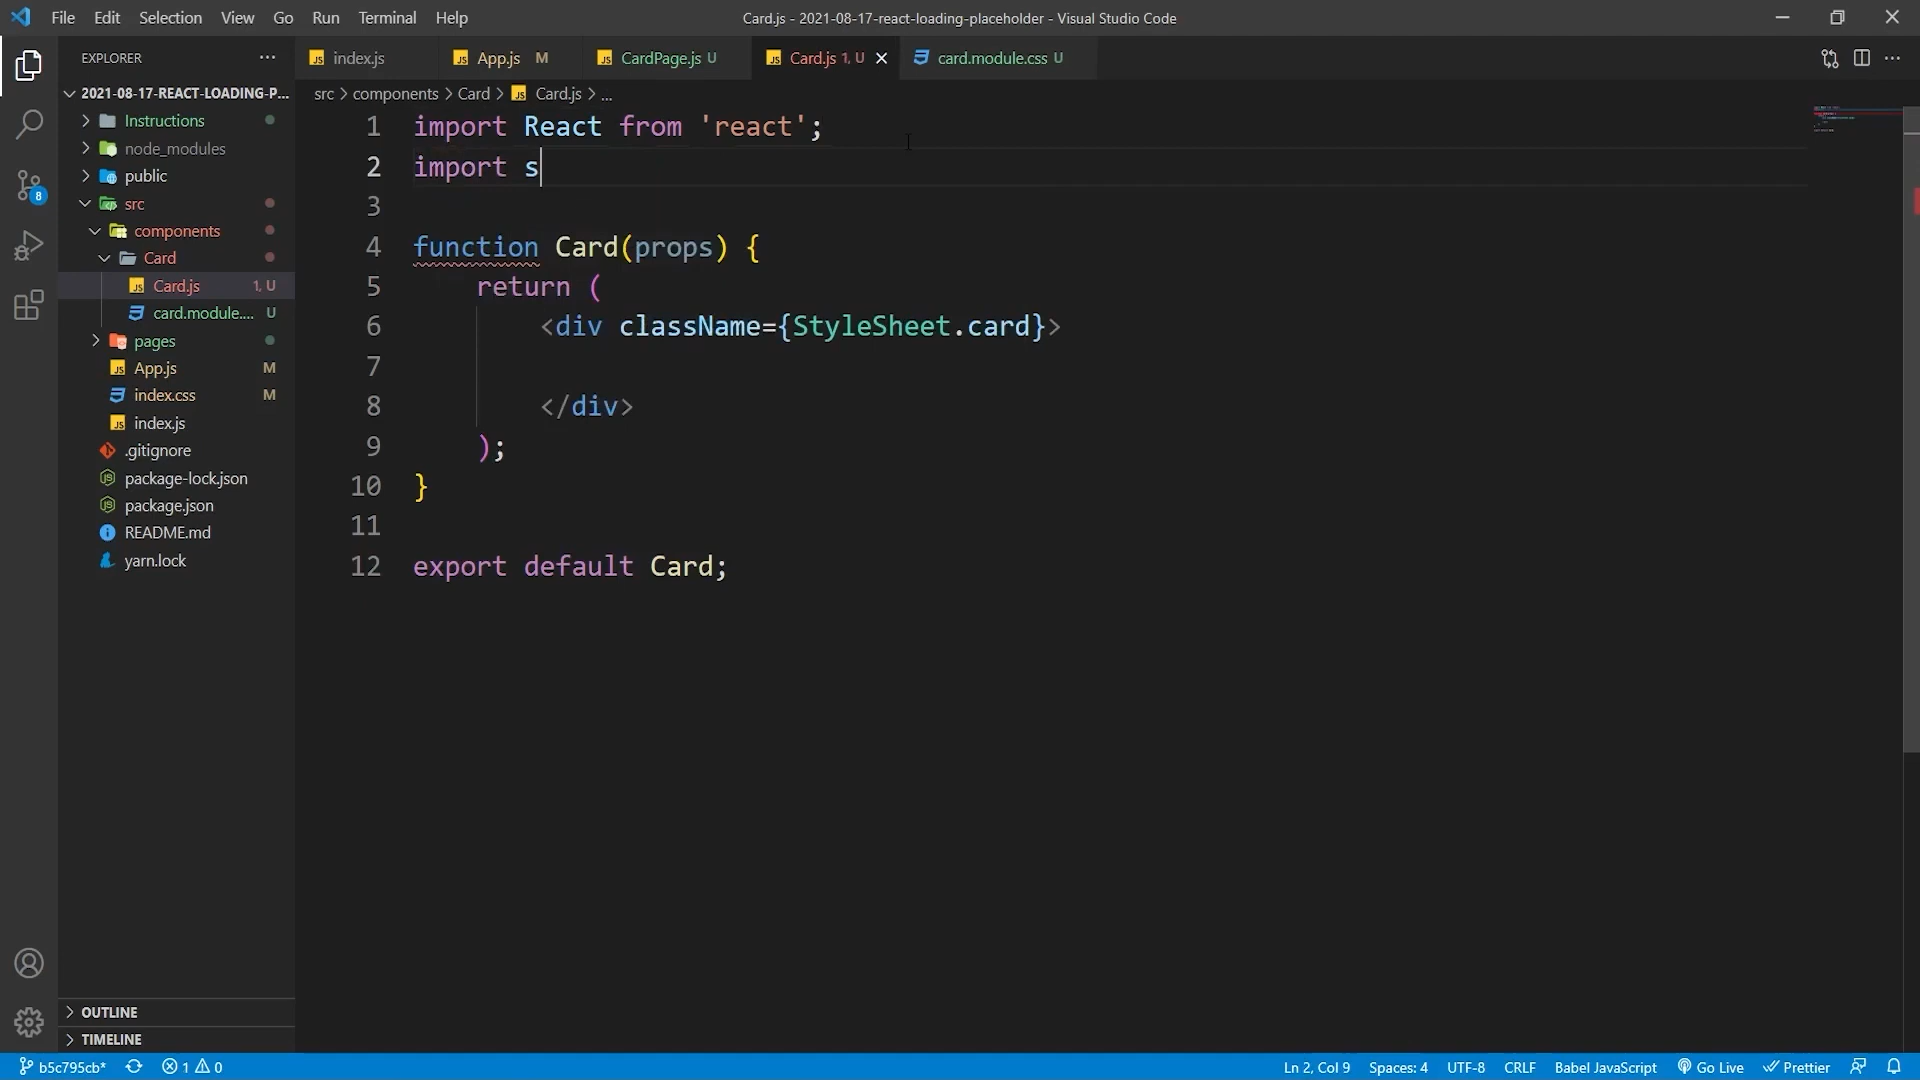 File Edit Selection View Go Run Terminal Help
Card.js - 2021-08-17-react-loading-placeholder - Visual Studio Code
EXPLORER
index.js
App.js M
CardPage.js U
Card.js 1, U
card.module.css U
2021-08-17-REACT-LOADING-P...
src > components > Card > Card.js > ...
Instructions
node_modules
public
src
components
Card
Card.js 1, U
card.module.... U
pages
App.js M
index.css M
index.js
.gitignore
package-lock.json
package.json
README.md
yarn.lock
8
1 import React from 'react';
2 import s
3
4 function Card(props) {
5 return (
6 <div className={StyleSheet.card}>
7
8 </div>
9 );
10 }
11
12 export default Card;
OUTLINE
TIMELINE
b5c795cb* 1 0
Ln 2, Col 9 Spaces: 4 UTF-8 CRLF Babel JavaScript Go Live Prettier